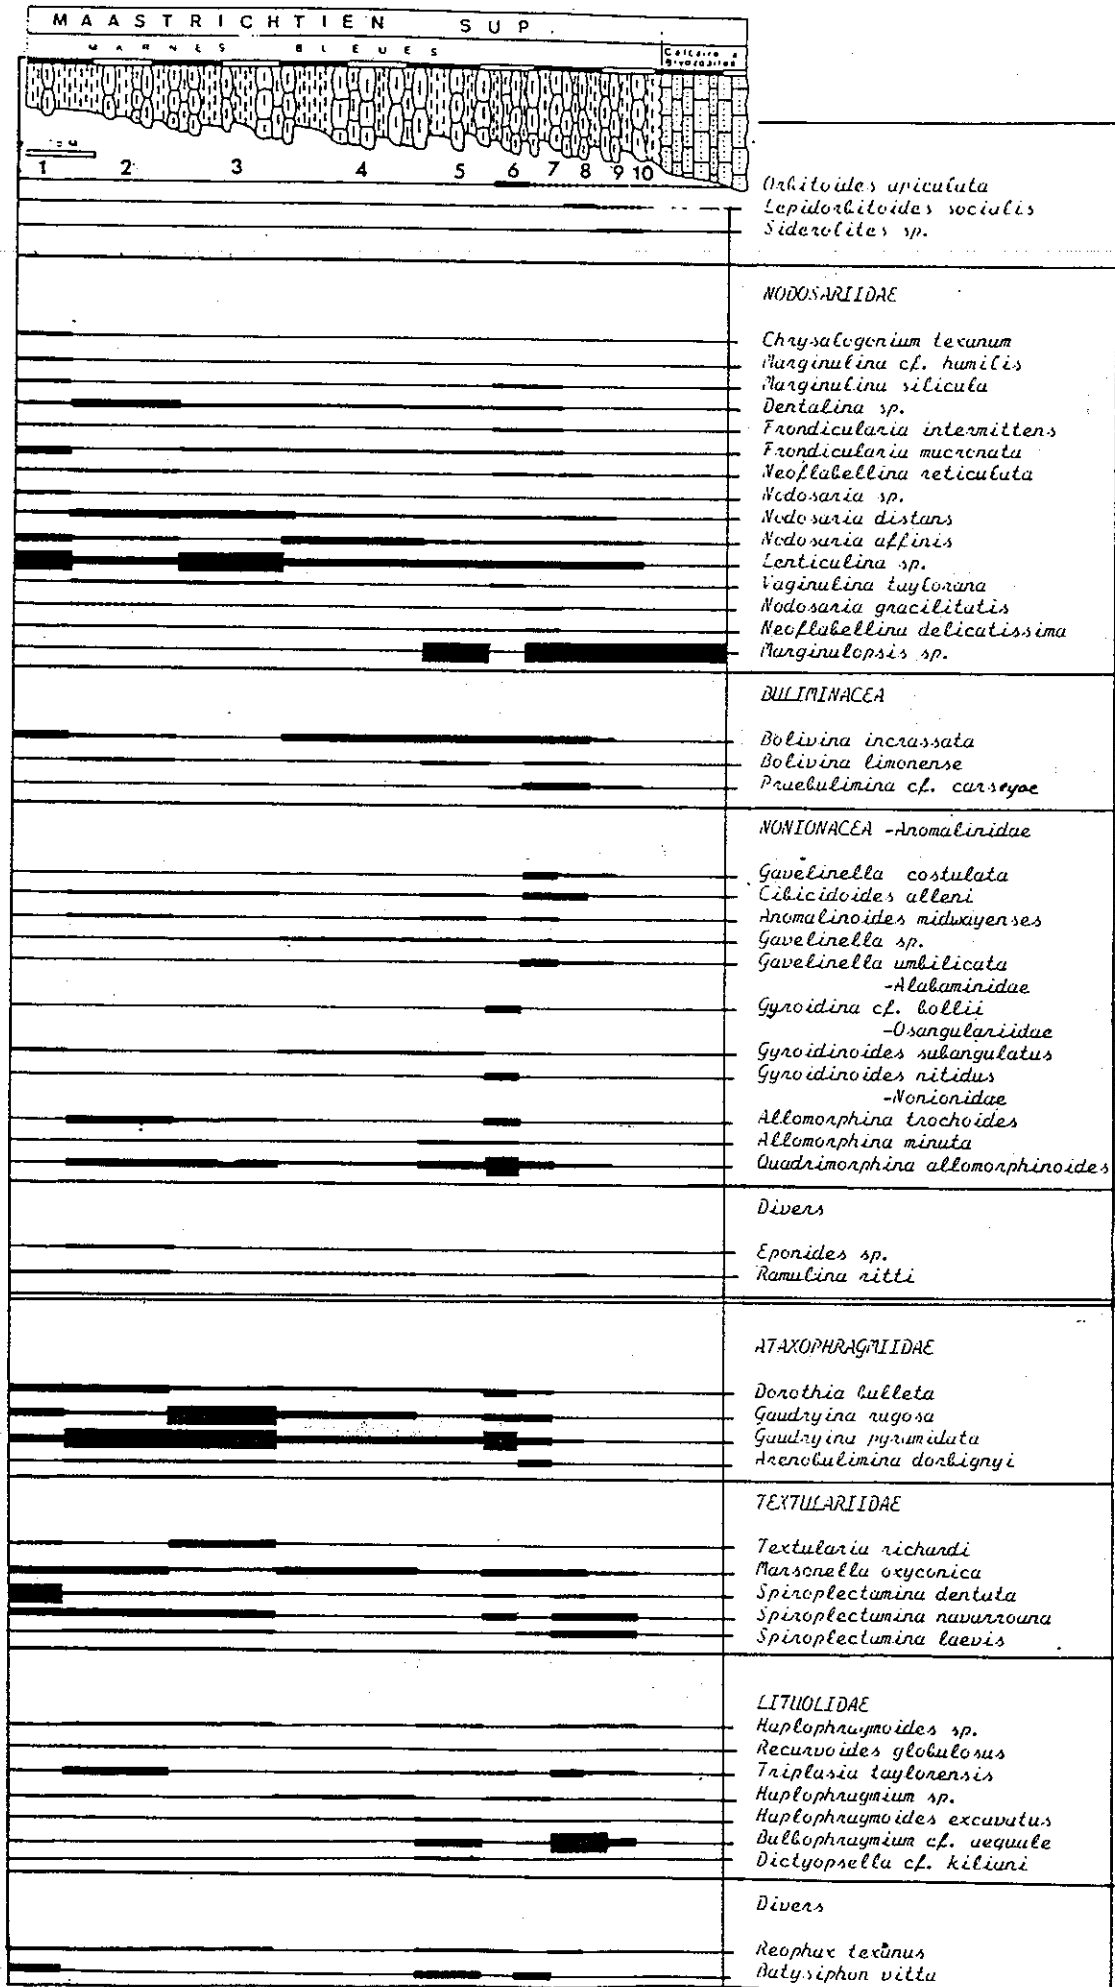 MAASTRICHTIEN SUP.
MARNES BLEUES
Calcaire à Bryozoaires
1 2 3 4 5 6 7 8 9 10
Orbitoides apiculata
Lepidorbitoides socialis
Siderolites sp.
NODOSARIIDAE
Chrysalogonium texanum
Marginulina cf. humilis
Marginulina silicula
Dentalina sp.
Frondicularia intermittens
Frondicularia mucronata
Neoflabellina reticulata
Nodosaria sp.
Nodosaria distans
Nodosaria affinis
Lenticulina sp.
Vaginulina taylorana
Nodosaria gracilitatis
Neoflabellina delicatissima
Marginulopsis sp.
BULIMINACEA
Bolivina incrassata
Bolivina limonense
Praebulimina cf. carseyae
NONIONACEA -Anomalinidae
Gavelinella costulata
Cibicidoides alleni
Anomalinoides midwayenses
Gavelinella sp.
Gavelinella umbilicata
-Alabaminidae
Gyroidina cf. bollii
-Osangulariidae
Gyroidinoides subangulatus
Gyroidinoides nitidus
-Nonionidae
Allomorphina trochoides
Allomorphina minuta
Quadrimorphina allomorphinoides
Divers
Eponides sp.
Ramulina ritti
ATAXOPHRAGMIIDAE
Dorothia bulleta
Gaudryina rugosa
Gaudryina pyramidata
Arenobulimina dorbignyi
TEXTULARIIDAE
Textularia richardi
Marsonella oxyconica
Spiroplectamina dentata
Spiroplectamina navarroana
Spiroplectamina laevis
LITUOLIDAE
Haplophragmoides sp.
Recurvoides globulosus
Triplasia taylorensis
Haplophragmium sp.
Haplophragmoides excavatus
Bulbophragmium cf. aequale
Dictyopsella cf. kiliani
Divers
Reophax texanus
Batysiphon vitta